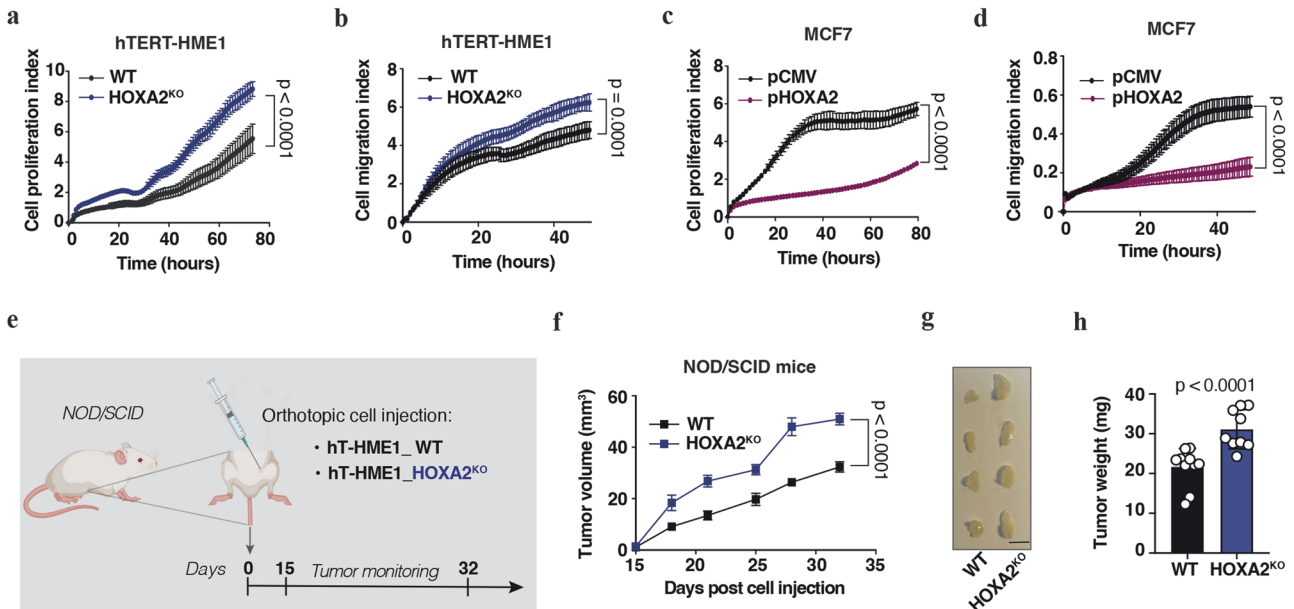 a
hTERT-HME1
Cell proliferation index
10
8
6
4
2
0
WT
HOXA2KO
p < 0.0001
0
20
40
60
80
Time (hours)
b
hTERT-HME1
Cell migration index
8
6
4
2
0
WT
HOXA2KO
p = 0.0001
0
20
40
Time (hours)
c
MCF7
Cell proliferation index
8
6
4
2
0
pCMV
pHOXA2
p< 0.0001
0
20
40
60
80
Time (hours)
d
MCF7
Cell migration index
0.8
0.6
0.4
0.2
0
pCMV
pHOXA2
p< 0.0001
0
20
40
Time (hours)
e
NOD/SCID
Orthotopic cell injection:
• hT-HME1_ WT
• hT-HME1_HOXA2KO
Days 0 15 Tumor monitoring 32
f
NOD/SCID mice
Tumor volume (mm³)
60
40
20
0
WT
HOXA2KO
p < 0.0001
15
20
25
30
35
Days post cell injection
g
WT
HOXA2KO
h
p < 0.0001
Tumor weight (mg)
40
30
20
10
0
WT
HOXA2KO